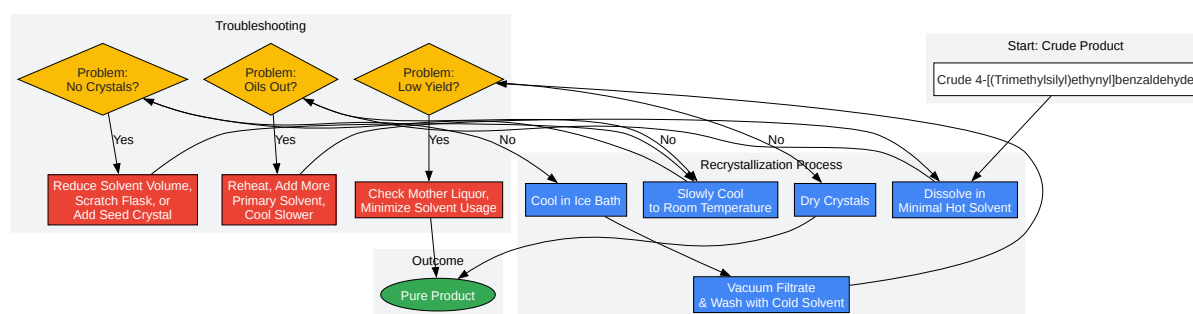 Troubleshooting
Start: Crude Product
Problem:
No Crystals?
Problem:
Oils Out?
Problem:
Low Yield?
Crude 4-[(Trimethylsilyl)ethynyl]benzaldehyde
Yes
Yes
Yes
No
No
No
Recrystallization Process
Reduce Solvent Volume,
Scratch Flask, or
Add Seed Crystal
Reheat, Add More
Primary Solvent,
Cool Slower
Check Mother Liquor,
Minimize Solvent Usage
Cool in Ice Bath
Slowly Cool
to Room Temperature
Dry Crystals
Dissolve in
Minimal Hot Solvent
Outcome
Pure Product
Vacuum Filtrate
& Wash with Cold Solvent